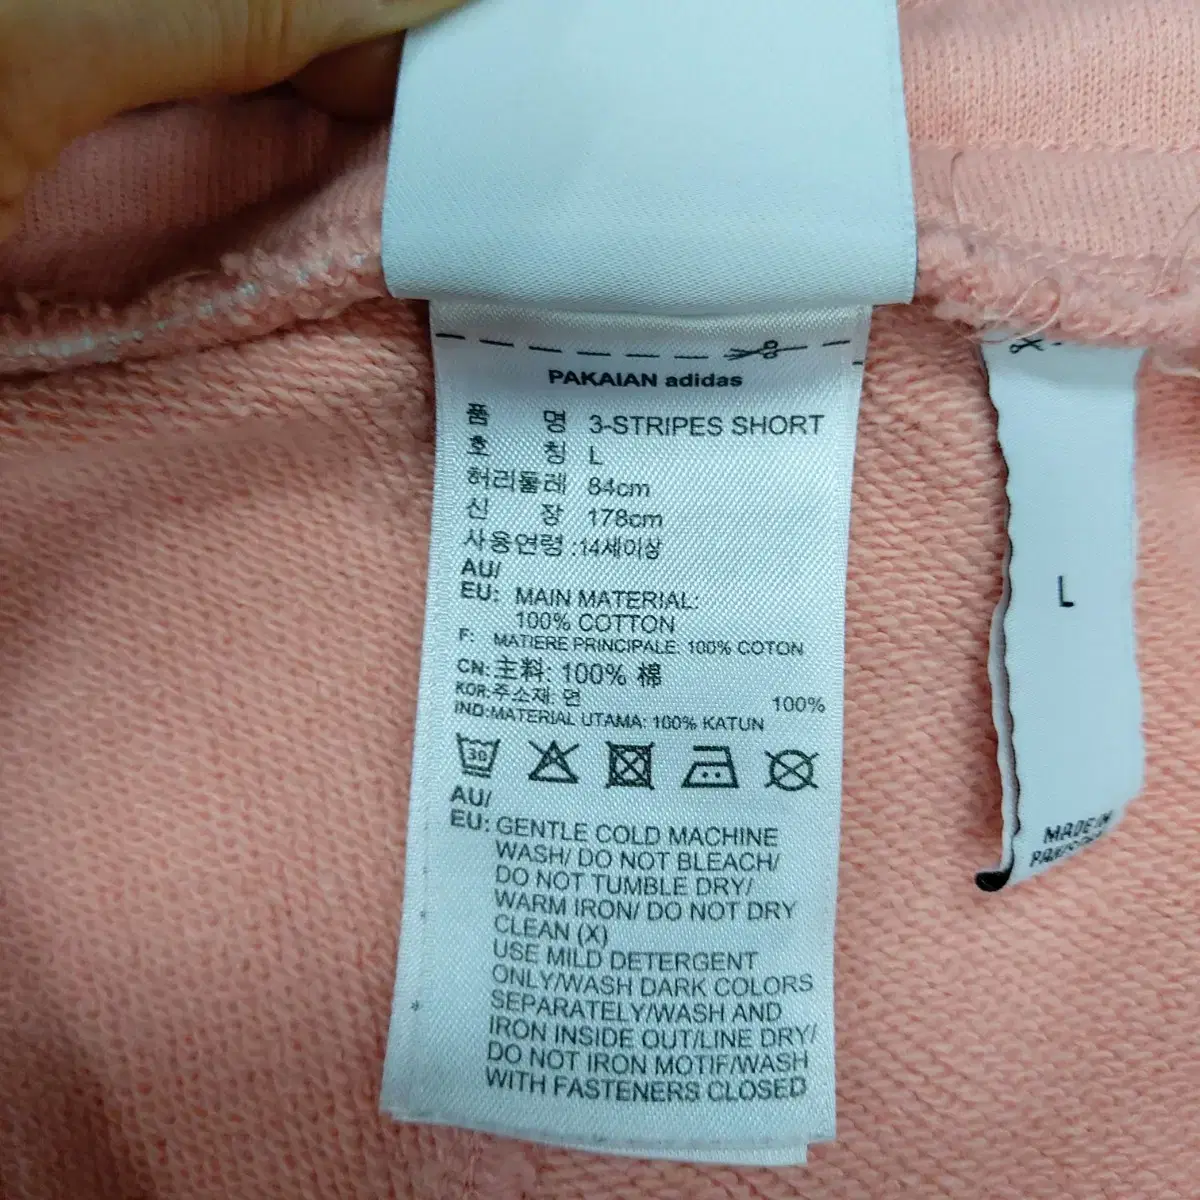 PAKAIAN adidas
품 명 3-STRIPES SHORT
호 칭 L
허리둘레 84cm
신 장 178cm
사용연령 :14세이상
AU/
EU: MAIN MATERIAL:
100% COTTON
F: MATIERE PRINCIPALE: 100% COTON
CN: 主料: 100% 棉
KOR: 주소재: 면 100%
IND: MATERIAL UTAMA: 100% KATUN
30
AU/
EU: GENTLE COLD MACHINE
WASH/ DO NOT BLEACH/
DO NOT TUMBLE DRY/
WARM IRON/ DO NOT DRY
CLEAN (X)
USE MILD DETERGENT
ONLY/WASH DARK COLORS
SEPARATELY/WASH AND
IRON INSIDE OUT/LINE DRY/
DO NOT IRON MOTIF/WASH
WITH FASTENERS CLOSED
L
MADE IN